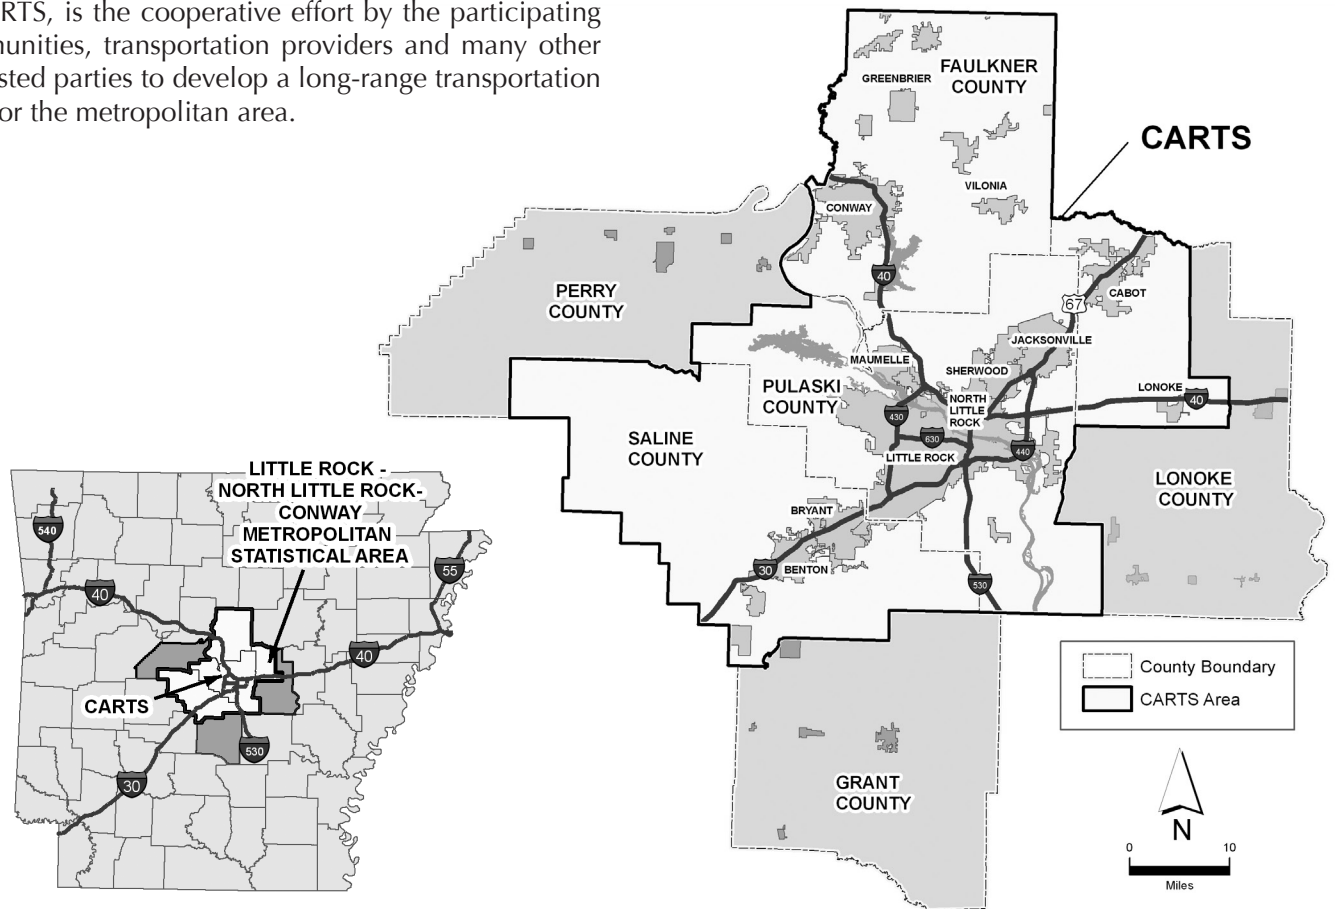 RTS, is the cooperative effort by the participating
munities, transportation providers and many other
sted parties to develop a long-range transportation
or the metropolitan area.
FAULKNER
COUNTY
GREENBRIER
CARTS
VILONIA
CONWAY
40
PERRY
COUNTY
CABOT
67
JACKSONVILLE
MAUMELLE
SHERWOOD
PULASKI
COUNTY
NORTH
LITTLE
ROCK
LONOKE
40
430
630
440
LITTLE ROCK
SALINE
COUNTY
LONOKE
COUNTY
BRYANT
30
BENTON
530
LITTLE ROCK -
NORTH LITTLE ROCK-
CONWAY
METROPOLITAN
STATISTICAL AREA
540
55
40
40
CARTS
530
30
County Boundary
CARTS Area
GRANT
COUNTY
N
0 10
Miles